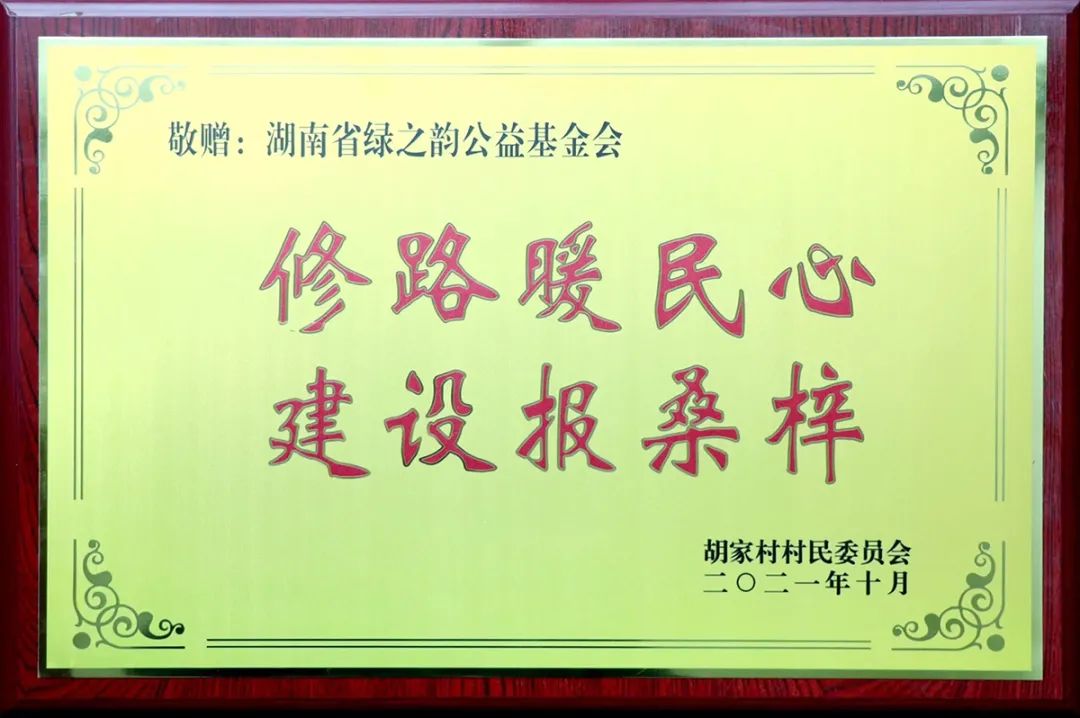 敬赠：湖南省绿之韵公益基金会
修路暖民心
建设报桑梓
胡家村村民委员会
二〇二一年十月